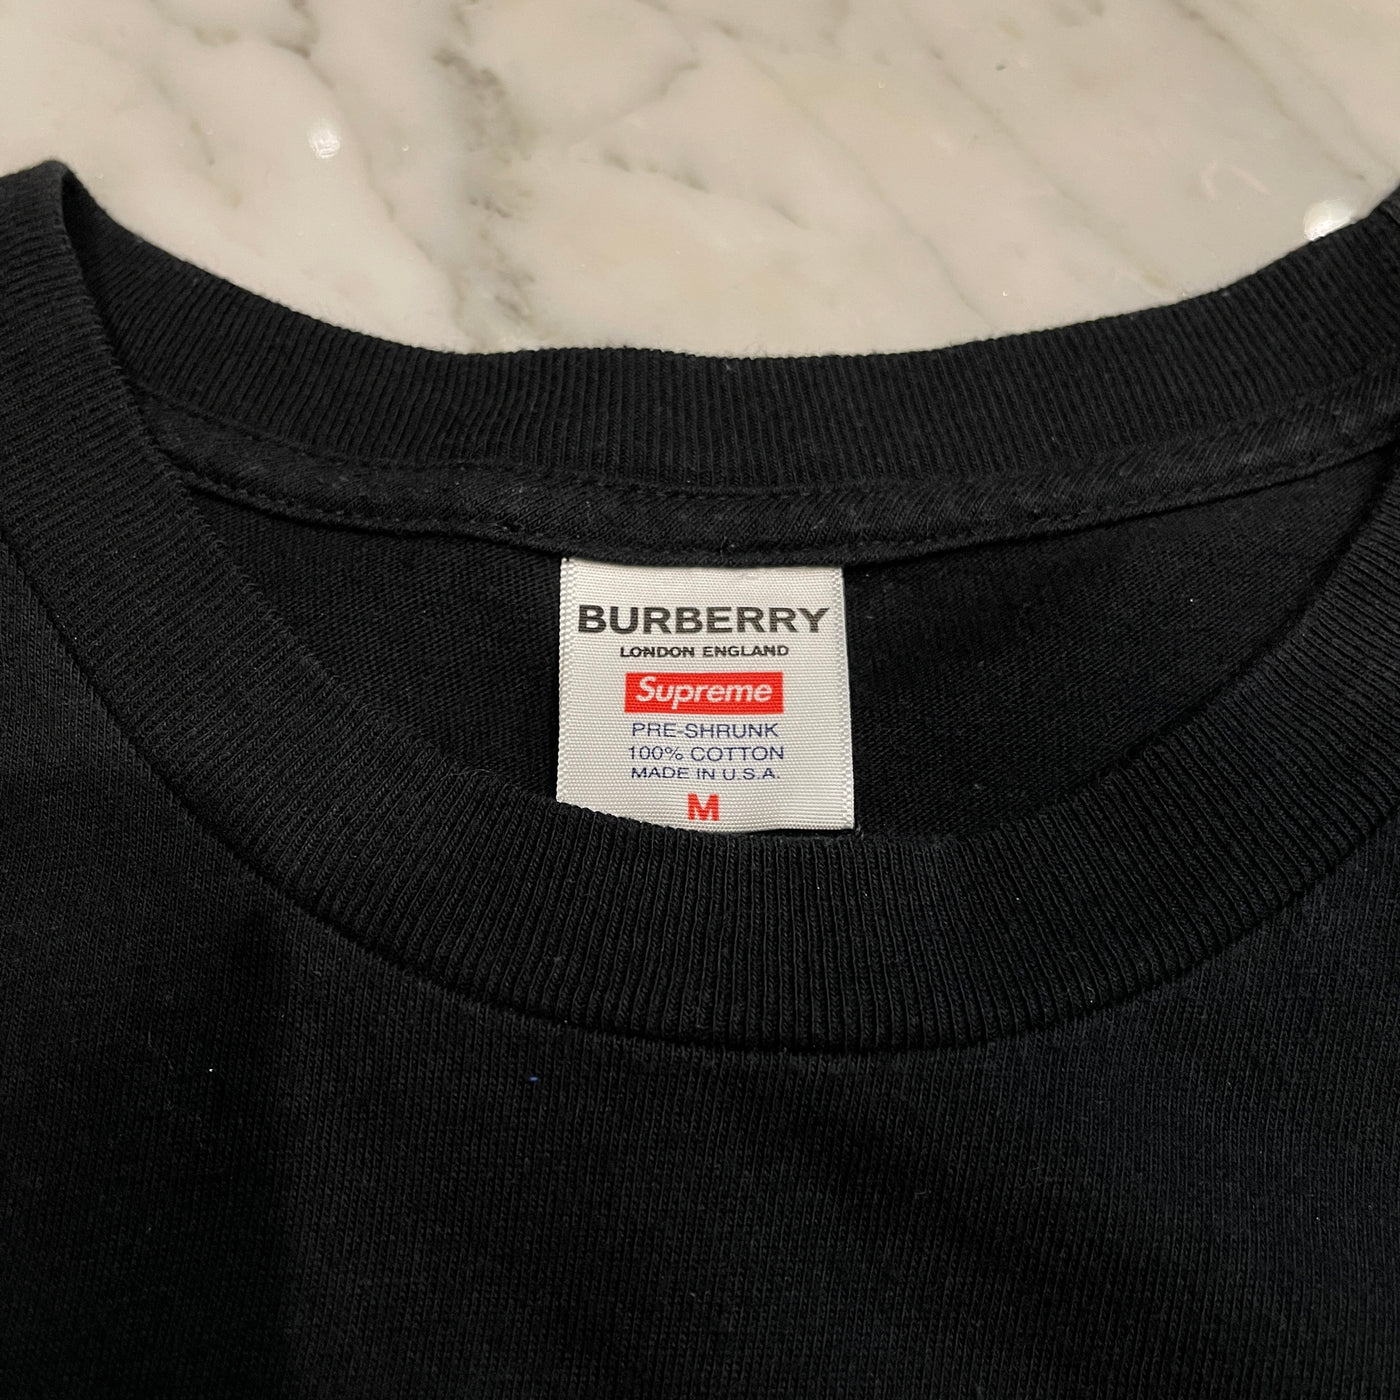 BURBERRY
LONDON ENGLAND
Supreme
PRE-SHRUNK
100% COTTON
MADE IN U.S.A.
M